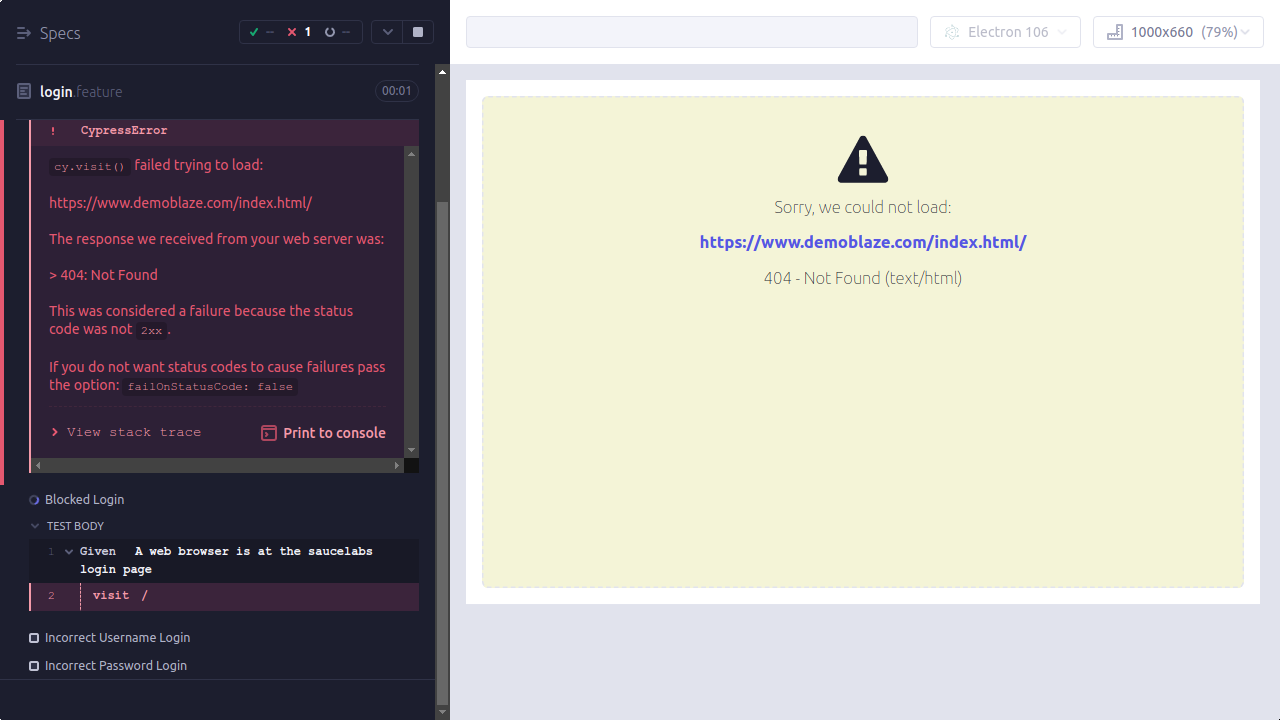 Specs
--
1
--
login.feature
00:01
! CypressError
cy.visit() failed trying to load:
https://www.demoblaze.com/index.html/
The response we received from your web server was:
> 404: Not Found
This was considered a failure because the status
code was not 2xx.
If you do not want status codes to cause failures pass
the option: failOnStatusCode: false
> View stack trace
Print to console
Blocked Login
TEST BODY
1 Given A web browser is at the saucelabs
login page
2 visit /
Incorrect Username Login
Incorrect Password Login
Electron 106
1000x660 (79%)
Sorry, we could not load:
https://www.demoblaze.com/index.html/
404 - Not Found (text/html)